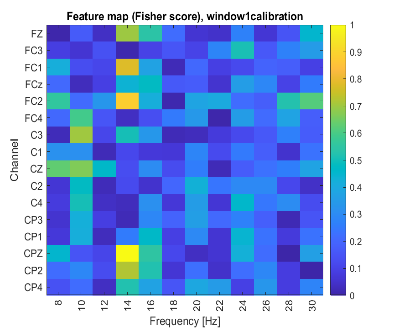 Feature map (Fisher score), window1calibration
FZ
FC3
FC1
FCz
FC2
FC4
C3
C1
CZ
C2
C4
CP3
CP1
CPZ
CP2
CP4
Channel
8 10 12 14 16 18 20 22 24 26 28 30
Frequency [Hz]
1
0.9
0.8
0.7
0.6
0.5
0.4
0.3
0.2
0.1
0